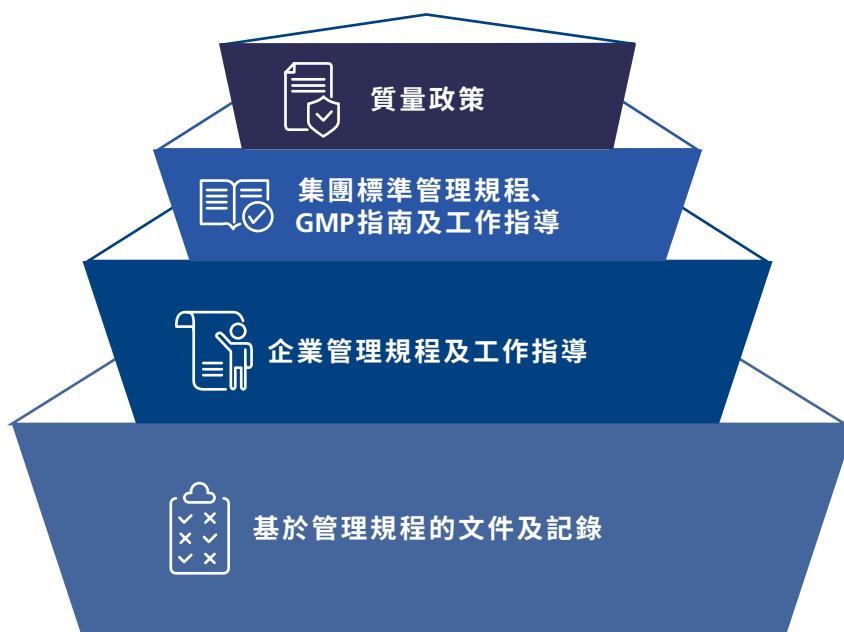 質量政策
集團標準管理規程、
GMP指南及工作指導
企業管理規程及工作指導
基於管理規程的文件及記錄